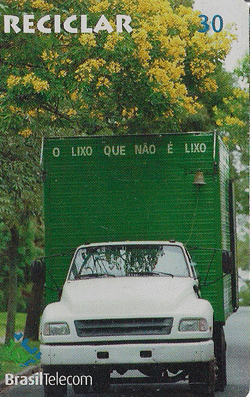 RECICLAR 30
O LIXO QUE NÃO É LIXO
BrasilTelecom